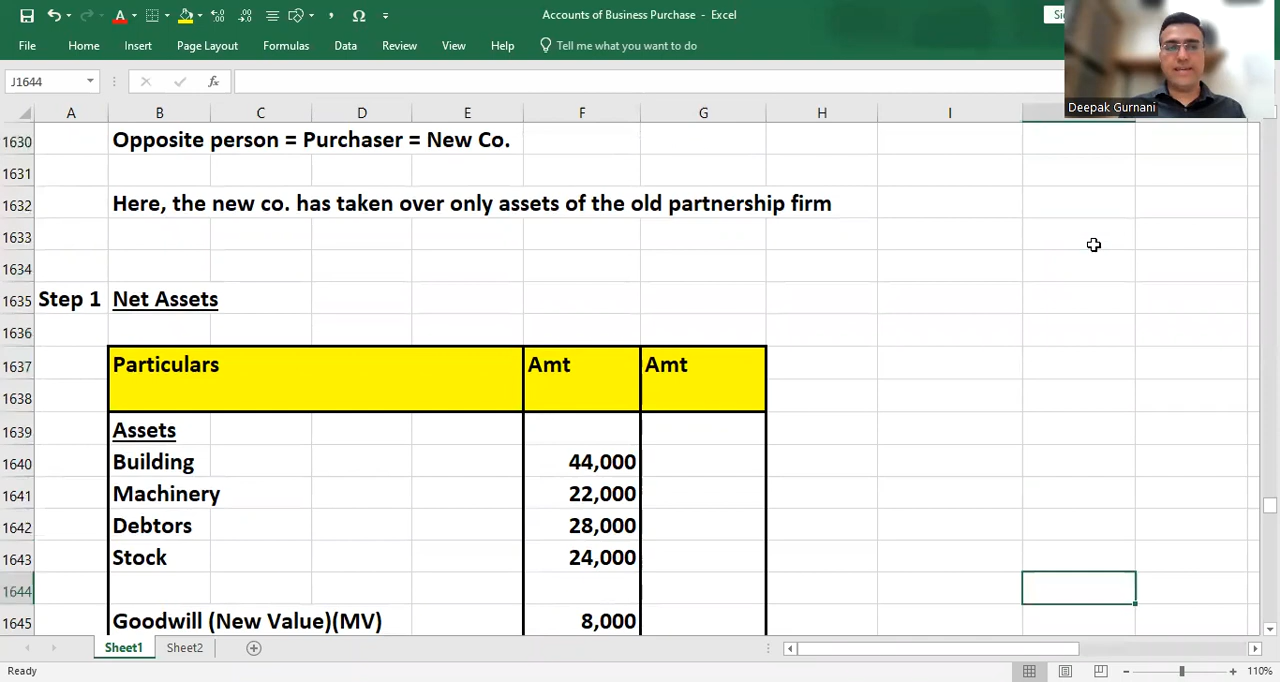 Accounts of Business Purchase - Excel
File Home Insert Page Layout Formulas Data Review View Help Tell me what you want to do
Deepak Gurnani
J1644 fx
A B C D E F G H I
1630 Opposite person = Purchaser = New Co.
1631
1632 Here, the new co. has taken over only assets of the old partnership firm
1633
1634
1635 Step 1 Net Assets
1636
1637 Particulars Amt Amt
1638
1639 Assets
1640 Building 44,000
1641 Machinery 22,000
1642 Debtors 28,000
1643 Stock 24,000
1644
1645 Goodwill (New Value)(MV) 8,000
Sheet1 Sheet2
Ready 110%